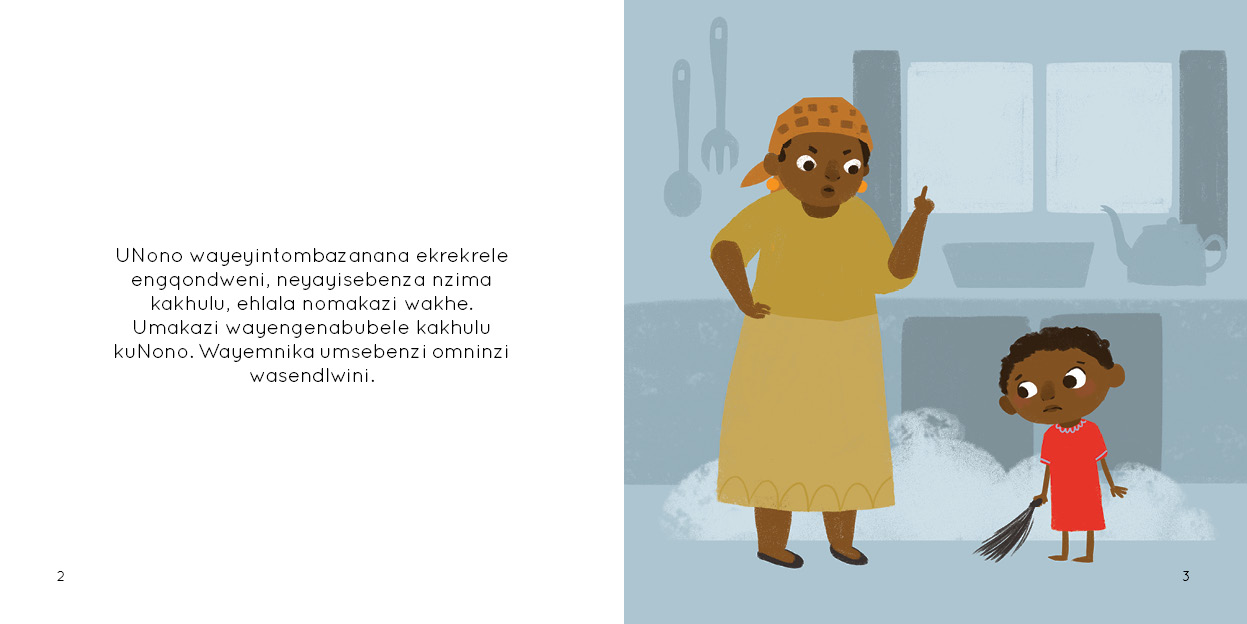 UNono wayeyintombazanana ekrekrele
engqondweni, neyayisebenza nzima
kakhulu, ehlala nomakazi wakhe.
Umakazi wayengenabubele kakhulu
kuNono. Wayemnika umsebenzi omninzi
wasendlwini.
2
3